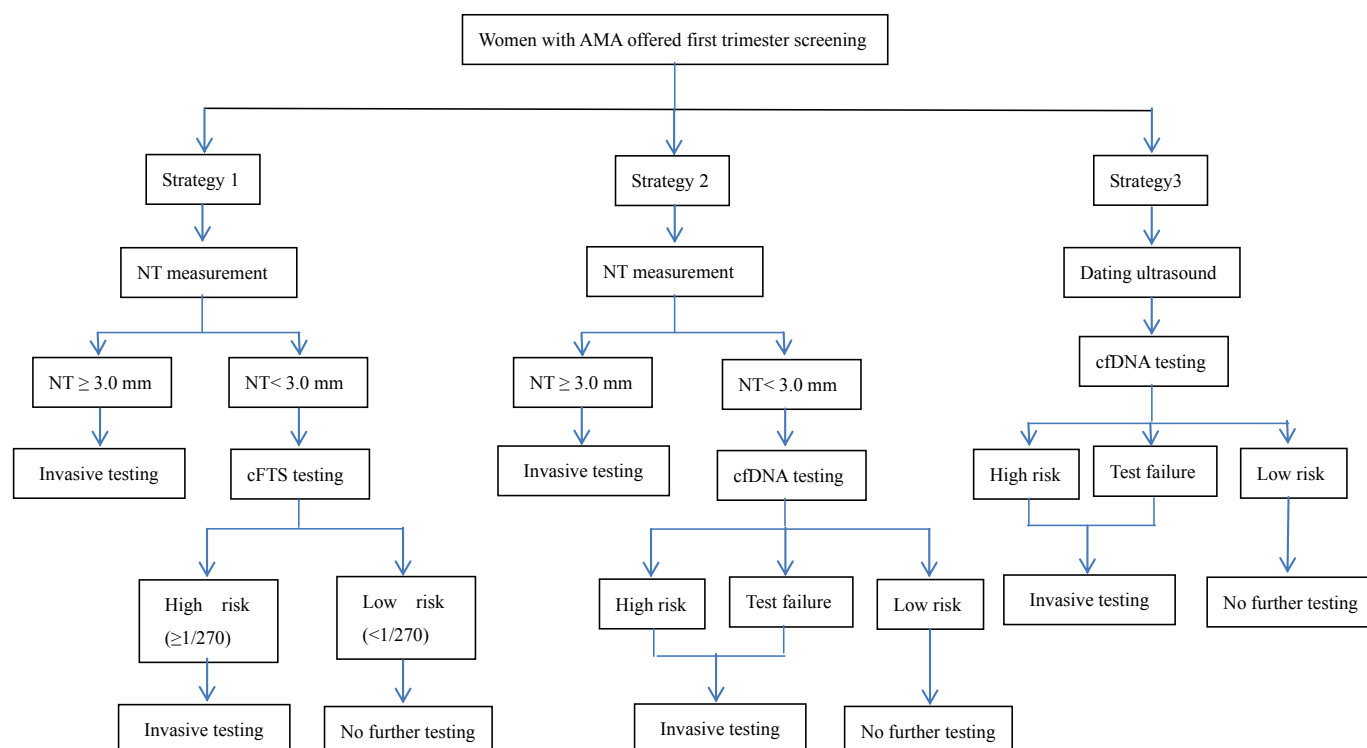 Women with AMA offered first trimester screening
Strategy 1
Strategy 2
Strategy3
NT measurement
NT measurement
Dating ultrasound
NT ≥ 3.0 mm
NT< 3.0 mm
NT ≥ 3.0 mm
NT< 3.0 mm
cfDNA testing
Invasive testing
cFTS testing
Invasive testing
cfDNA testing
High risk
Test failure
Low risk
High risk
(≥1/270)
Low risk
(<1/270)
High risk
Test failure
Low risk
Invasive testing
No further testing
Invasive testing
No further testing
Invasive testing
No further testing